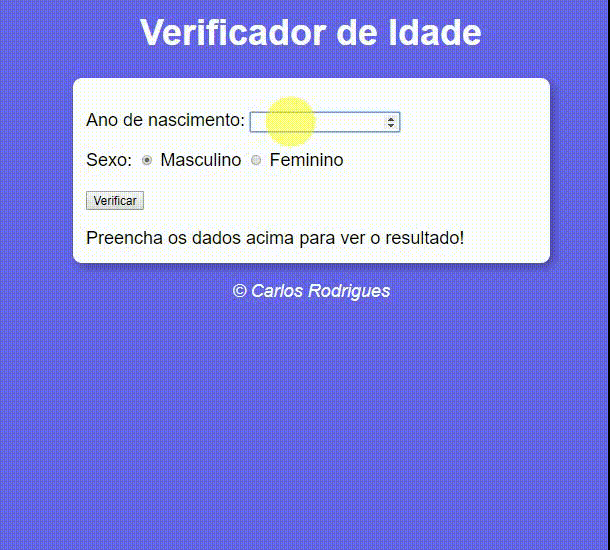 Verificador de Idade
Ano de nascimento:
Sexo: Masculino Feminino
Verificar
Preencha os dados acima para ver o resultado!
© Carlos Rodrigues